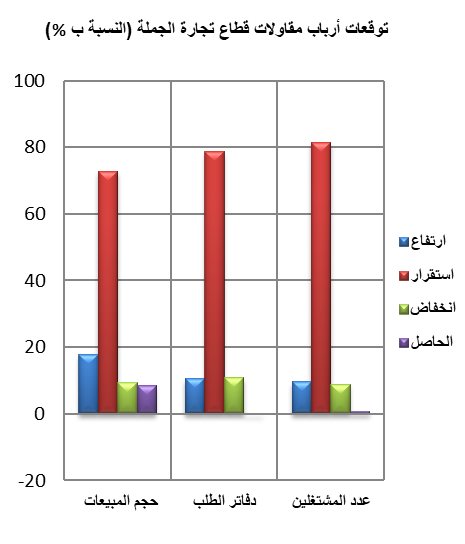 توقعات أرباب مقاولات قطاع تجارة الجملة (النسبة ب %)
100
80
60
40
20
0
-20
حجم المبيعات
دفاتر الطلب
عدد المشتغلين
ارتفاع
استقرار
انخفاض
الحاصل